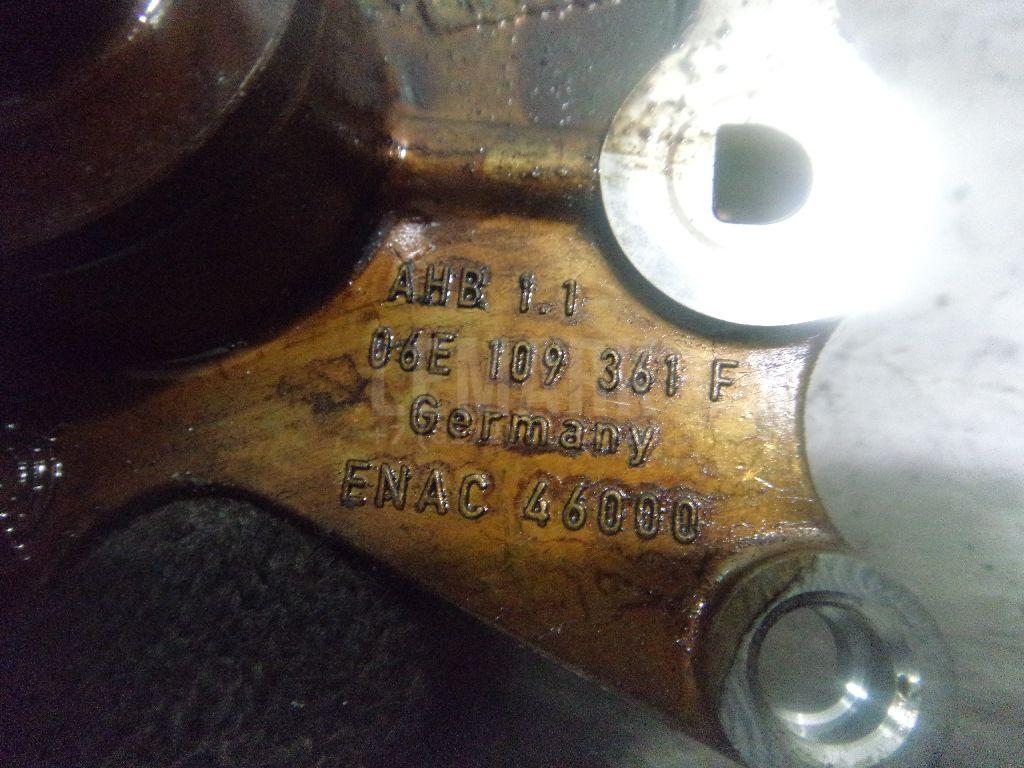 AHB 1.1
06E 109 361 F
Germany
ENAC 46000